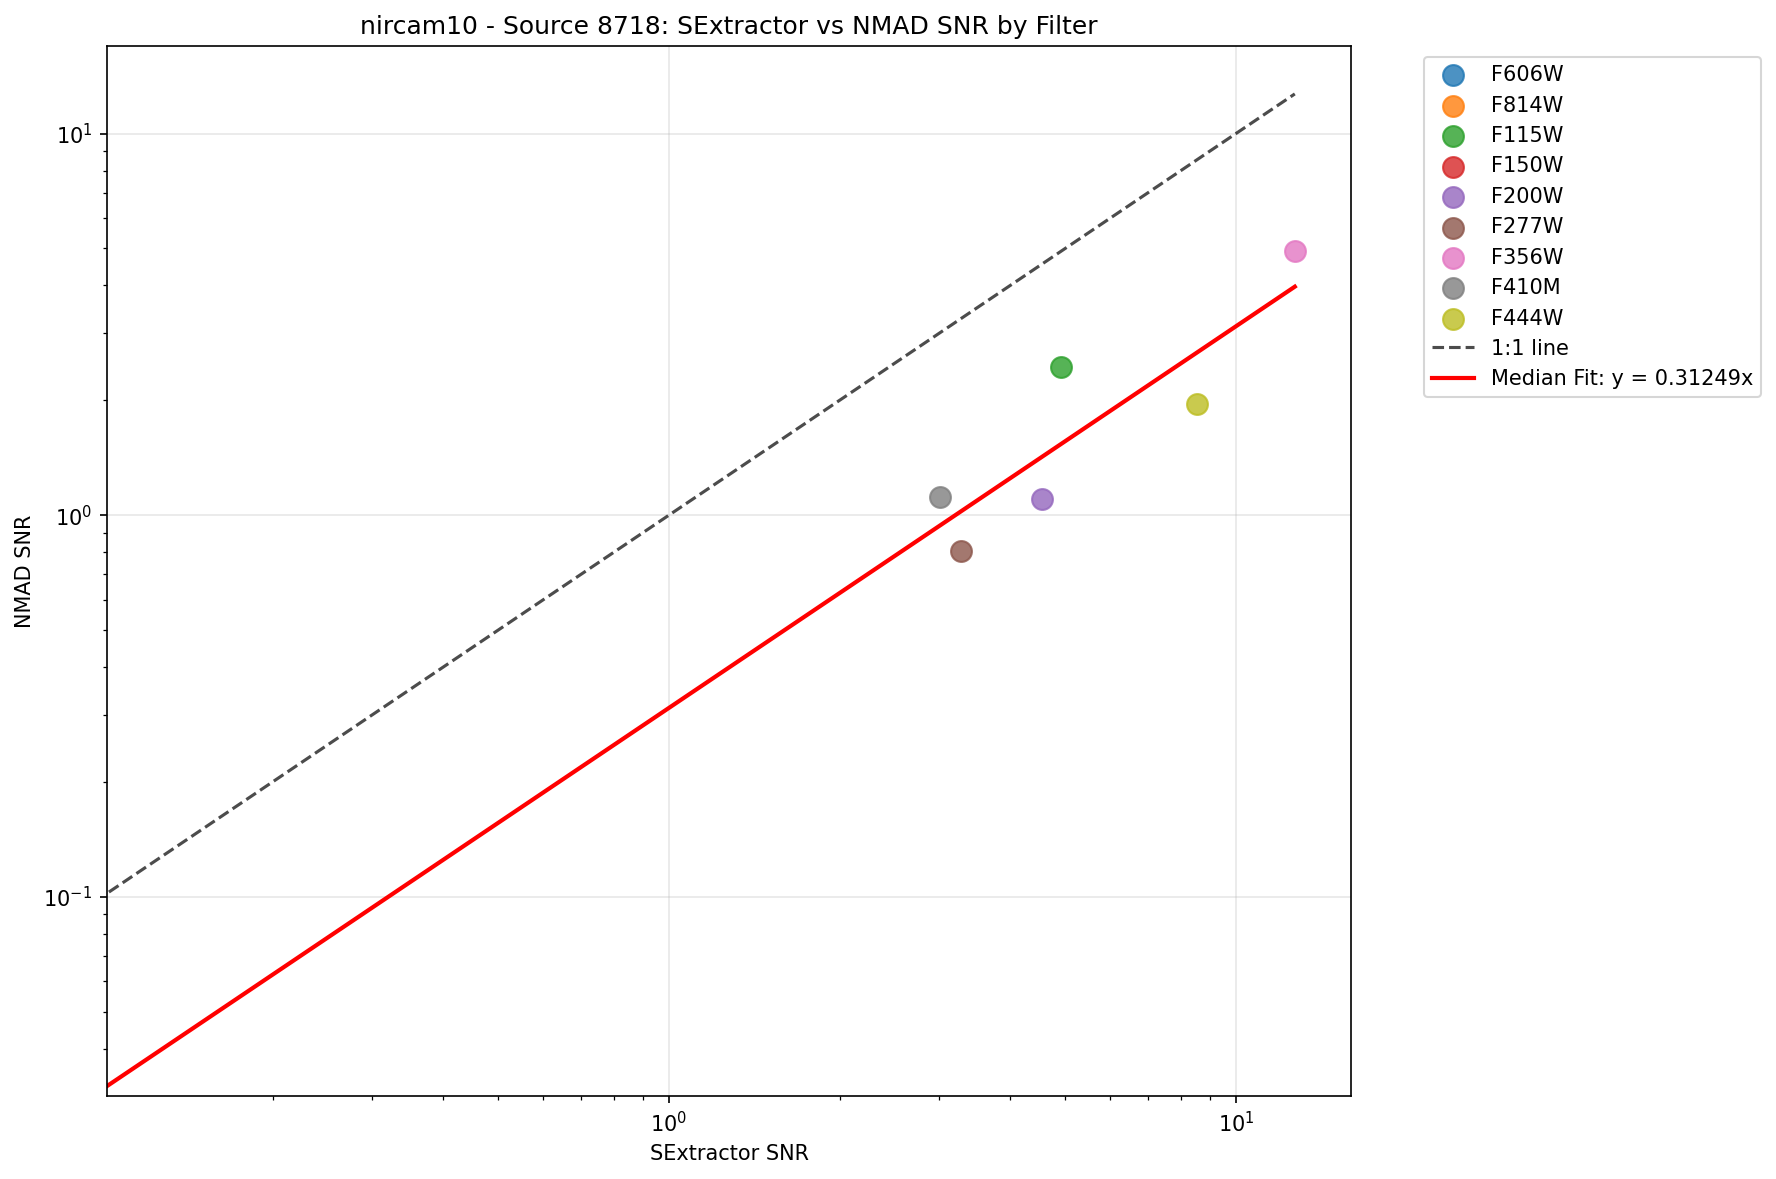 nircam10 - Source 8718: SExtractor vs NMAD SNR by Filter
F606W
F814W
F115W
F150W
F200W
F277W
F356W
F410M
F444W
1:1 line
Median Fit: y = 0.31249x
NMAD SNR
10¹
10⁰
10⁻¹
10⁰
10¹
SExtractor SNR